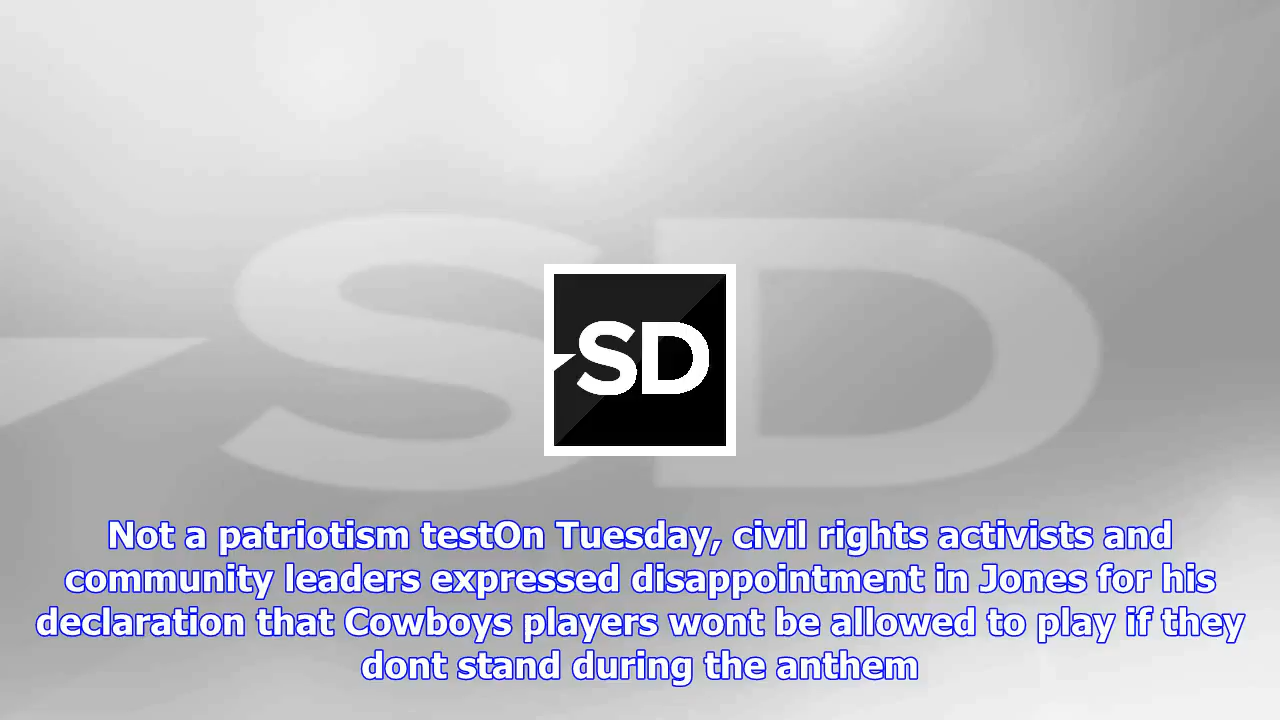 SD
SD
Not a patriotism testOn Tuesday, civil rights activists and
community leaders expressed disappointment in Jones for his
declaration that Cowboys players wont be allowed to play if they
dont stand during the anthem